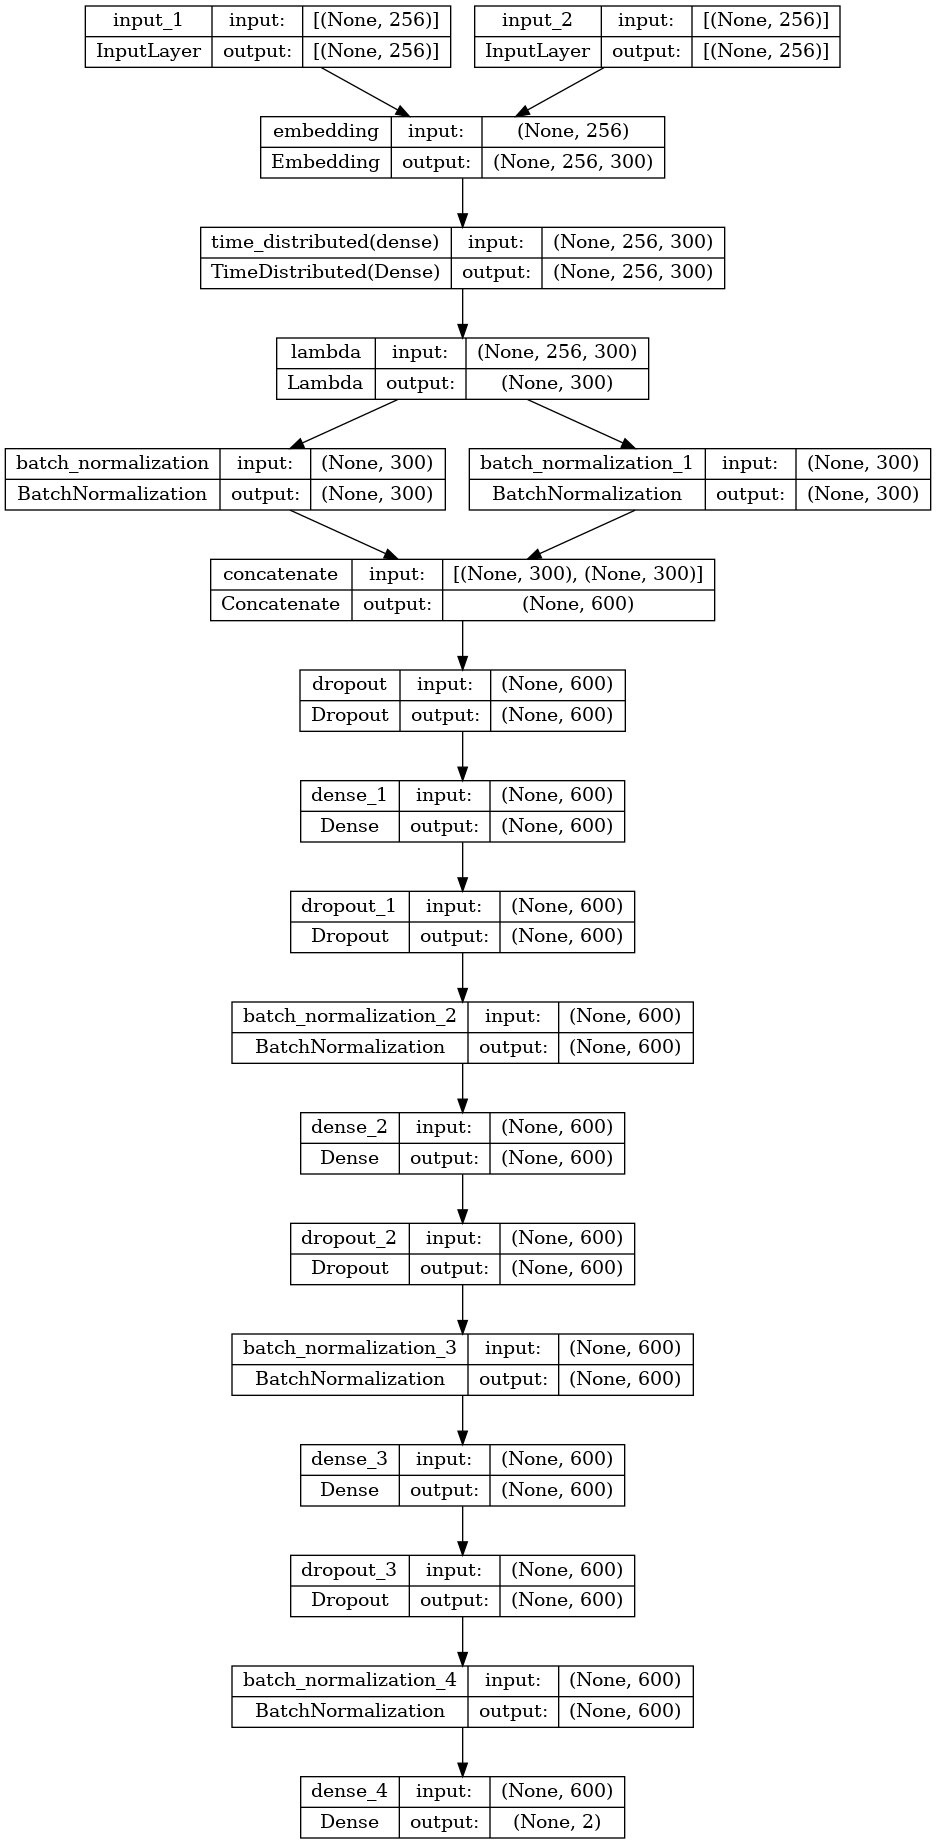 input_1 input: [(None, 256)] input_2 input: [(None, 256)]
InputLayer output: [(None, 256)] InputLayer output: [(None, 256)]
embedding input: (None, 256)
Embedding output: (None, 256, 300)
time_distributed(dense) input: (None, 256, 300)
TimeDistributed(Dense) output: (None, 256, 300)
lambda input: (None, 256, 300)
Lambda output: (None, 300)
batch_normalization input: (None, 300) batch_normalization_1 input: (None, 300)
BatchNormalization output: (None, 300) BatchNormalization output: (None, 300)
concatenate input: [(None, 300), (None, 300)]
Concatenate output: (None, 600)
dropout input: (None, 600)
Dropout output: (None, 600)
dense_1 input: (None, 600)
Dense output: (None, 600)
dropout_1 input: (None, 600)
Dropout output: (None, 600)
batch_normalization_2 input: (None, 600)
BatchNormalization output: (None, 600)
dense_2 input: (None, 600)
Dense output: (None, 600)
dropout_2 input: (None, 600)
Dropout output: (None, 600)
batch_normalization_3 input: (None, 600)
BatchNormalization output: (None, 600)
dense_3 input: (None, 600)
Dense output: (None, 600)
dropout_3 input: (None, 600)
Dropout output: (None, 600)
batch_normalization_4 input: (None, 600)
BatchNormalization output: (None, 600)
dense_4 input: (None, 600)
Dense output: (None, 2)